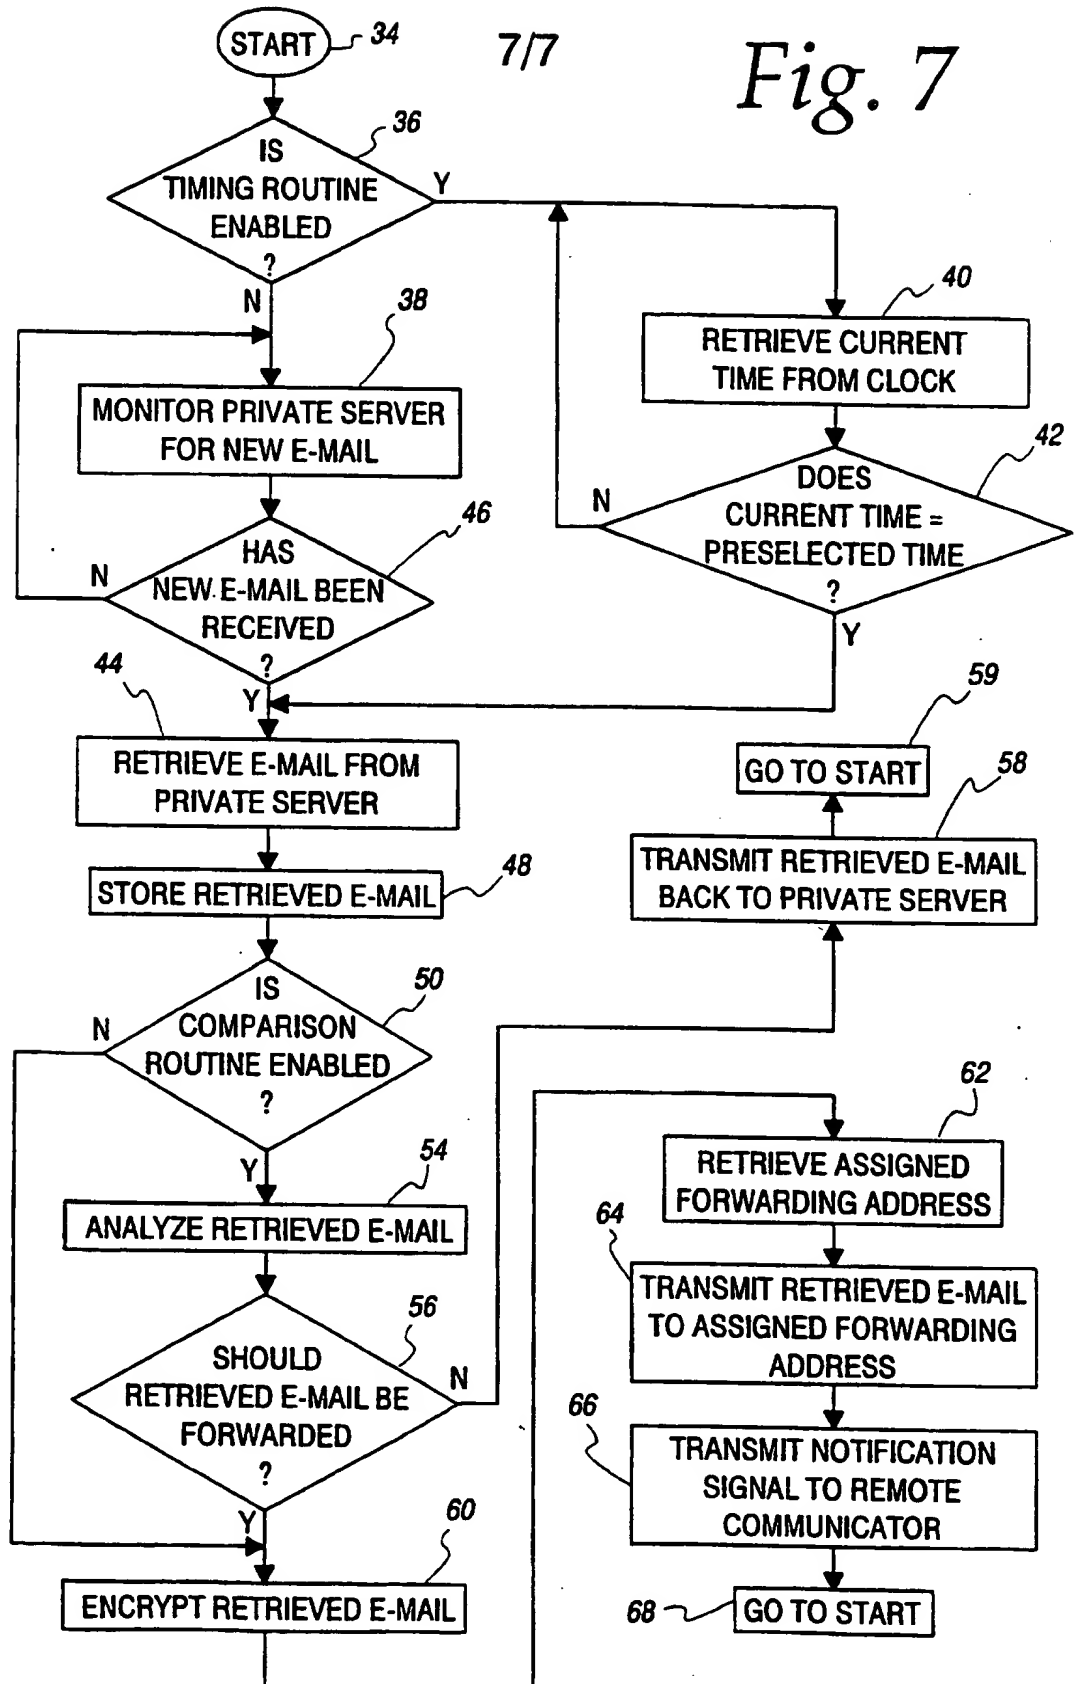 START
34
7/7
Fig. 7
36
IS
TIMING ROUTINE
ENABLED
?
Y
N
38
MONITOR PRIVATE SERVER
FOR NEW E-MAIL
40
RETRIEVE CURRENT
TIME FROM CLOCK
42
DOES
CURRENT TIME =
PRESELECTED TIME
?
N
Y
46
HAS
NEW E-MAIL BEEN
RECEIVED
?
N
Y
44
RETRIEVE E-MAIL FROM
PRIVATE SERVER
48
STORE RETRIEVED E-MAIL
59
GO TO START
58
TRANSMIT RETRIEVED E-MAIL
BACK TO PRIVATE SERVER
50
IS
COMPARISON
ROUTINE ENABLED
?
N
Y
54
ANALYZE RETRIEVED E-MAIL
56
SHOULD
RETRIEVED E-MAIL BE
FORWARDED
?
N
Y
60
ENCRYPT RETRIEVED E-MAIL
62
RETRIEVE ASSIGNED
FORWARDING ADDRESS
64
TRANSMIT RETRIEVED E-MAIL
TO ASSIGNED FORWARDING
ADDRESS
66
TRANSMIT NOTIFICATION
SIGNAL TO REMOTE
COMMUNICATOR
68
GO TO START